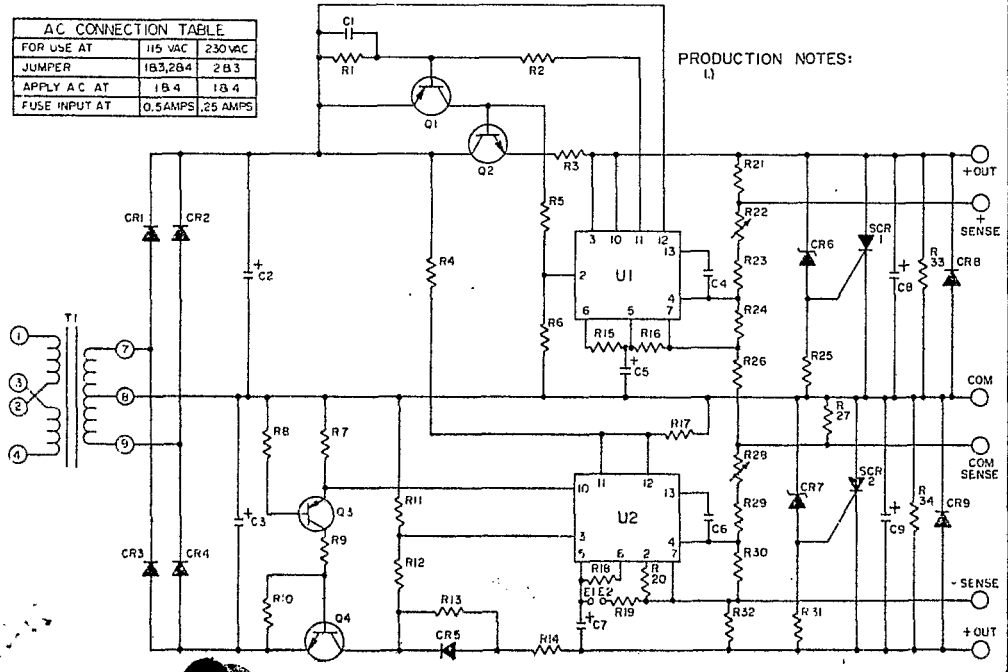 AC CONNECTION TABLE
FOR USE AT 115 VAC 230 VAC
JUMPER 1&3,2&4 2&3
APPLY AC AT 1&4 1&4
FUSE INPUT AT 0.5 AMPS .25 AMPS
PRODUCTION NOTES:
1.)
C1
R1
R2
Q1
Q2
R3
R21
+OUT
R5
R22
+
SENSE
CR1
CR2
3 10 11 12
SCR
1
+
C2
R4
13
2
U1
C4
R23
CR6
+
C8
R
33
CR8
4
6 5 7
R24
T1
R6
R15
R16
1
7
+
C5
R26
R25
3
COM
2
8
R
27
R8
R7
R17
9
4
COM
SENSE
11 12
R28
SCR
2
R11
10
13
CR7
R
34
CR9
+
C3
Q3
U2
C6
R29
+
C9
3
4
R9
5 6 2 7
R30
CR3
CR4
R12
R18
R
20
- SENSE
E1 E2
R10
R13
R19
R32
R31
Q4
+
C7
CR5
R14
+OUT